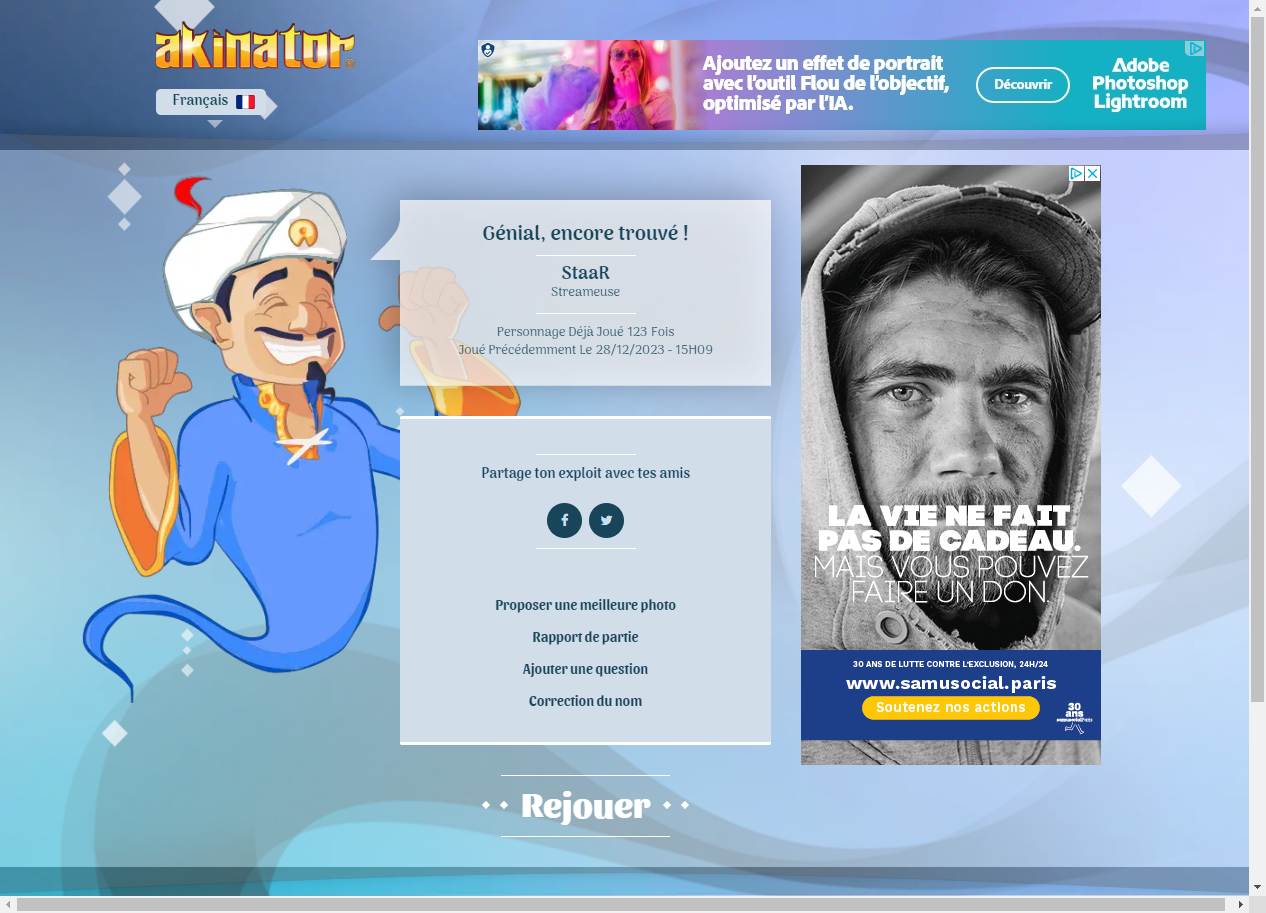 akinator
Français
Ajoutez un effet de portrait
avec l'outil Flou de l'objectif,
optimisé par l'IA.
Découvrir
Adobe
Photoshop
Lightroom
Génial, encore trouvé !
StaaR
Streameuse
Personnage Déjà Joué 123 Fois
Joué Précédemment Le 28/12/2023 - 15H09
Partage ton exploit avec tes amis
Proposer une meilleure photo
Rapport de partie
Ajouter une question
Correction du nom
Rejouer
LA VIE NE FAIT
PAS DE CADEAU.
MAIS VOUS POUVEZ
FAIRE UN DON.
30 ANS DE LUTTE CONTRE L'EXCLUSION, 24H/24
www.samusocial.paris
Soutenez nos actions
30
ans